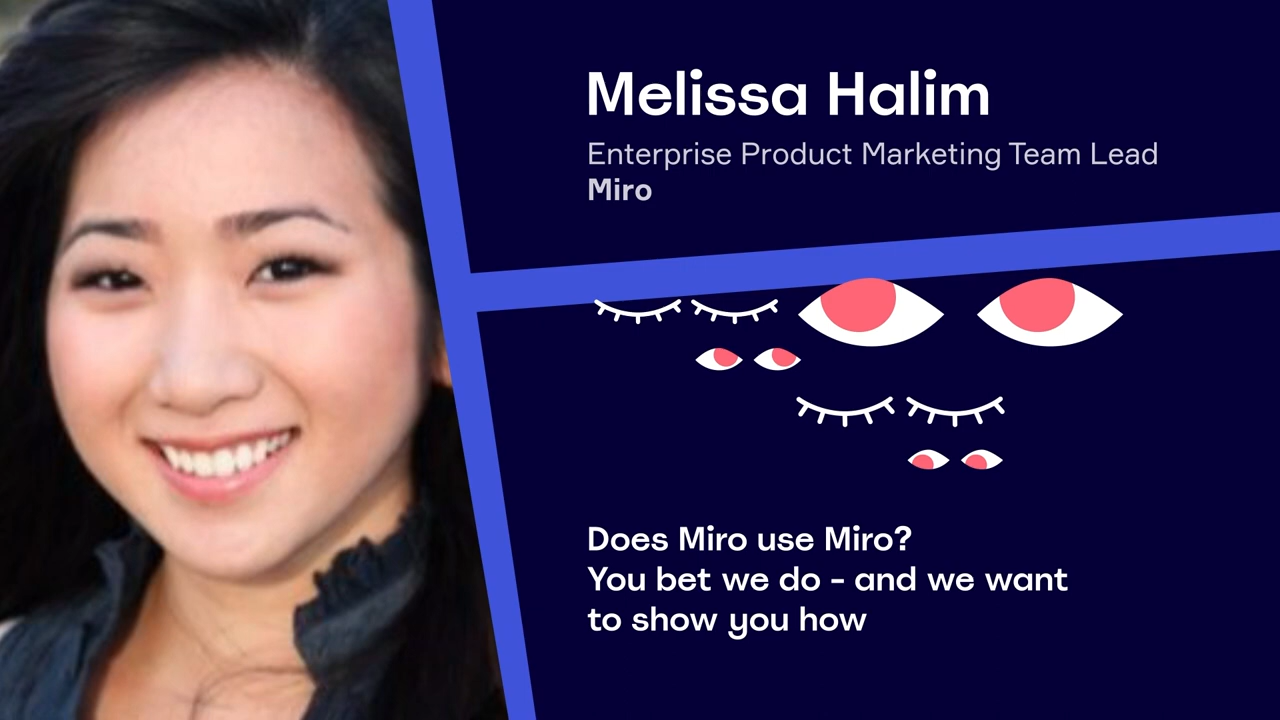 Melissa Halim
Enterprise Product Marketing Team Lead
Miro
Does Miro use Miro?
You bet we do – and we want
to show you how